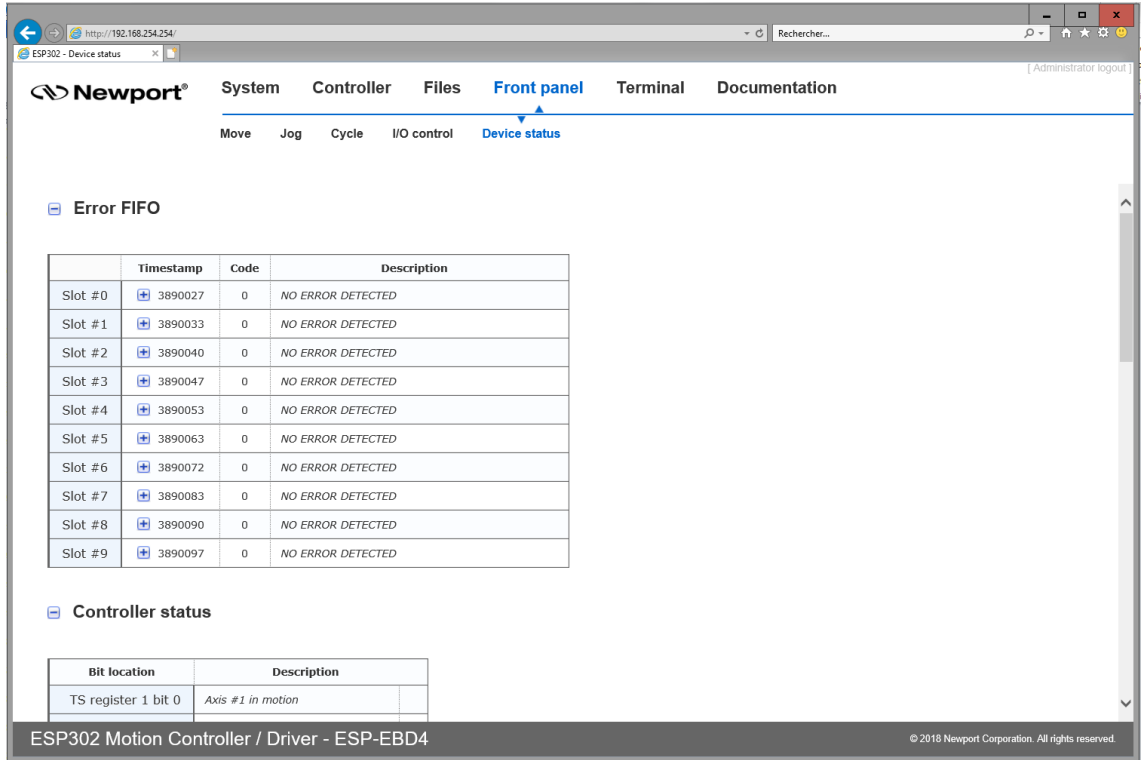 http://192.168.254.254/
Rechercher...
ESP302 - Device status
[ Administrator logout ]
Newport®
System Controller Files Front panel Terminal Documentation
Move Jog Cycle I/O control Device status
Error FIFO
Timestamp Code Description
Slot #0 3890027 0 NO ERROR DETECTED
Slot #1 3890033 0 NO ERROR DETECTED
Slot #2 3890040 0 NO ERROR DETECTED
Slot #3 3890047 0 NO ERROR DETECTED
Slot #4 3890053 0 NO ERROR DETECTED
Slot #5 3890063 0 NO ERROR DETECTED
Slot #6 3890072 0 NO ERROR DETECTED
Slot #7 3890083 0 NO ERROR DETECTED
Slot #8 3890090 0 NO ERROR DETECTED
Slot #9 3890097 0 NO ERROR DETECTED
Controller status
Bit location Description
TS register 1 bit 0 Axis #1 in motion
ESP302 Motion Controller / Driver - ESP-EBD4
© 2018 Newport Corporation. All rights reserved.